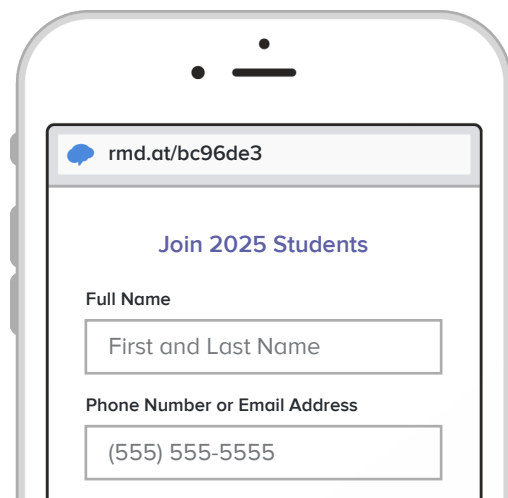 rmd.at/bc96de3
Join 2025 Students
Full Name
First and Last Name
Phone Number or Email Address
(555) 555-5555